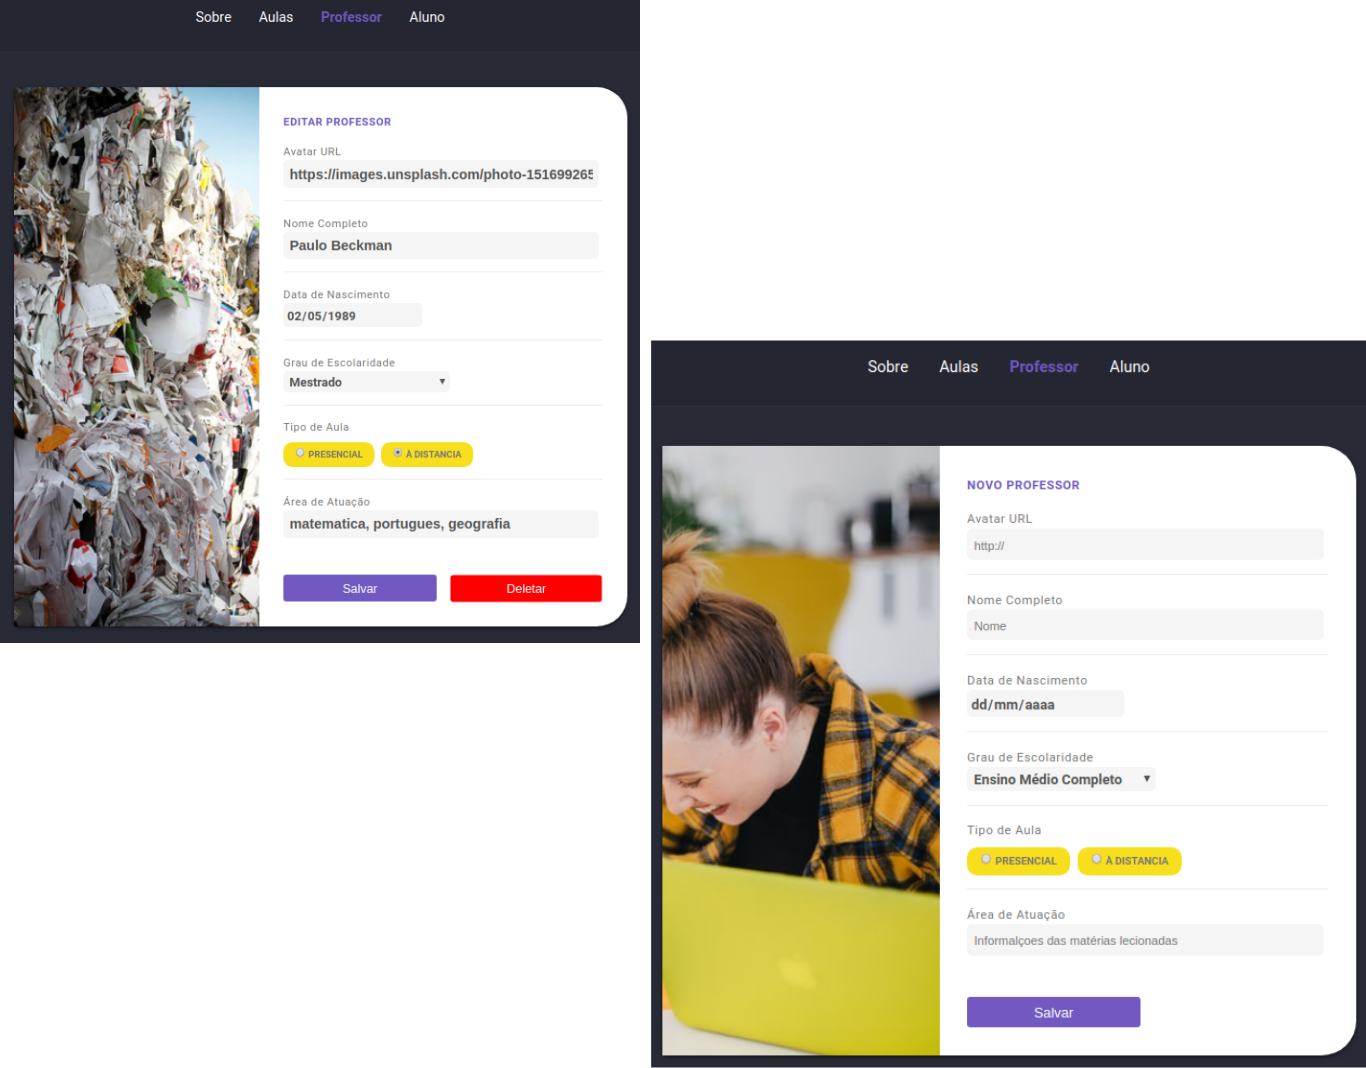 Sobre Aulas Professor Aluno
EDITAR PROFESSOR
Avatar URL
https://images.unsplash.com/photo-151699265
Nome Completo
Paulo Beckman
Data de Nascimento
02/05/1989
Grau de Escolaridade
Mestrado
Tipo de Aula
PRESENCIAL À DISTANCIA
Área de Atuação
matematica, portugues, geografia
Salvar Deletar
Sobre Aulas Professor Aluno
NOVO PROFESSOR
Avatar URL
http://
Nome Completo
Nome
Data de Nascimento
dd/mm/aaaa
Grau de Escolaridade
Ensino Médio Completo
Tipo de Aula
PRESENCIAL À DISTANCIA
Área de Atuação
Informalçoes das matérias lecionadas
Salvar